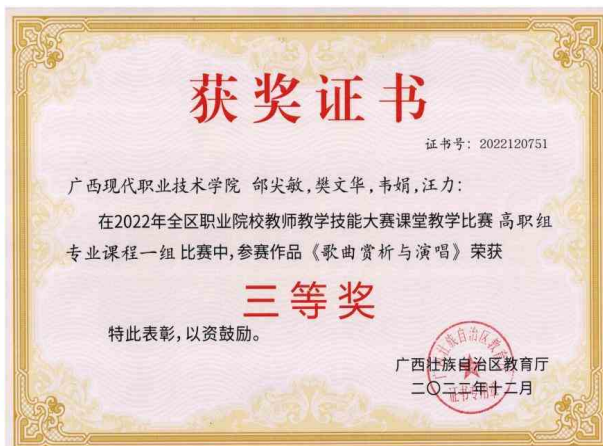 获奖证书
证书号：2022120751
广西现代职业技术学院 邰尖敏,樊文华,韦娟,汪力：
在2022年全区职业院校教师教学技能大赛课堂教学比赛 高职组
专业课程一组 比赛中,参赛作品《歌曲赏析与演唱》荣获
三等奖
特此表彰,以资鼓励。
广西壮族自治区教育厅
二〇二二年十二月